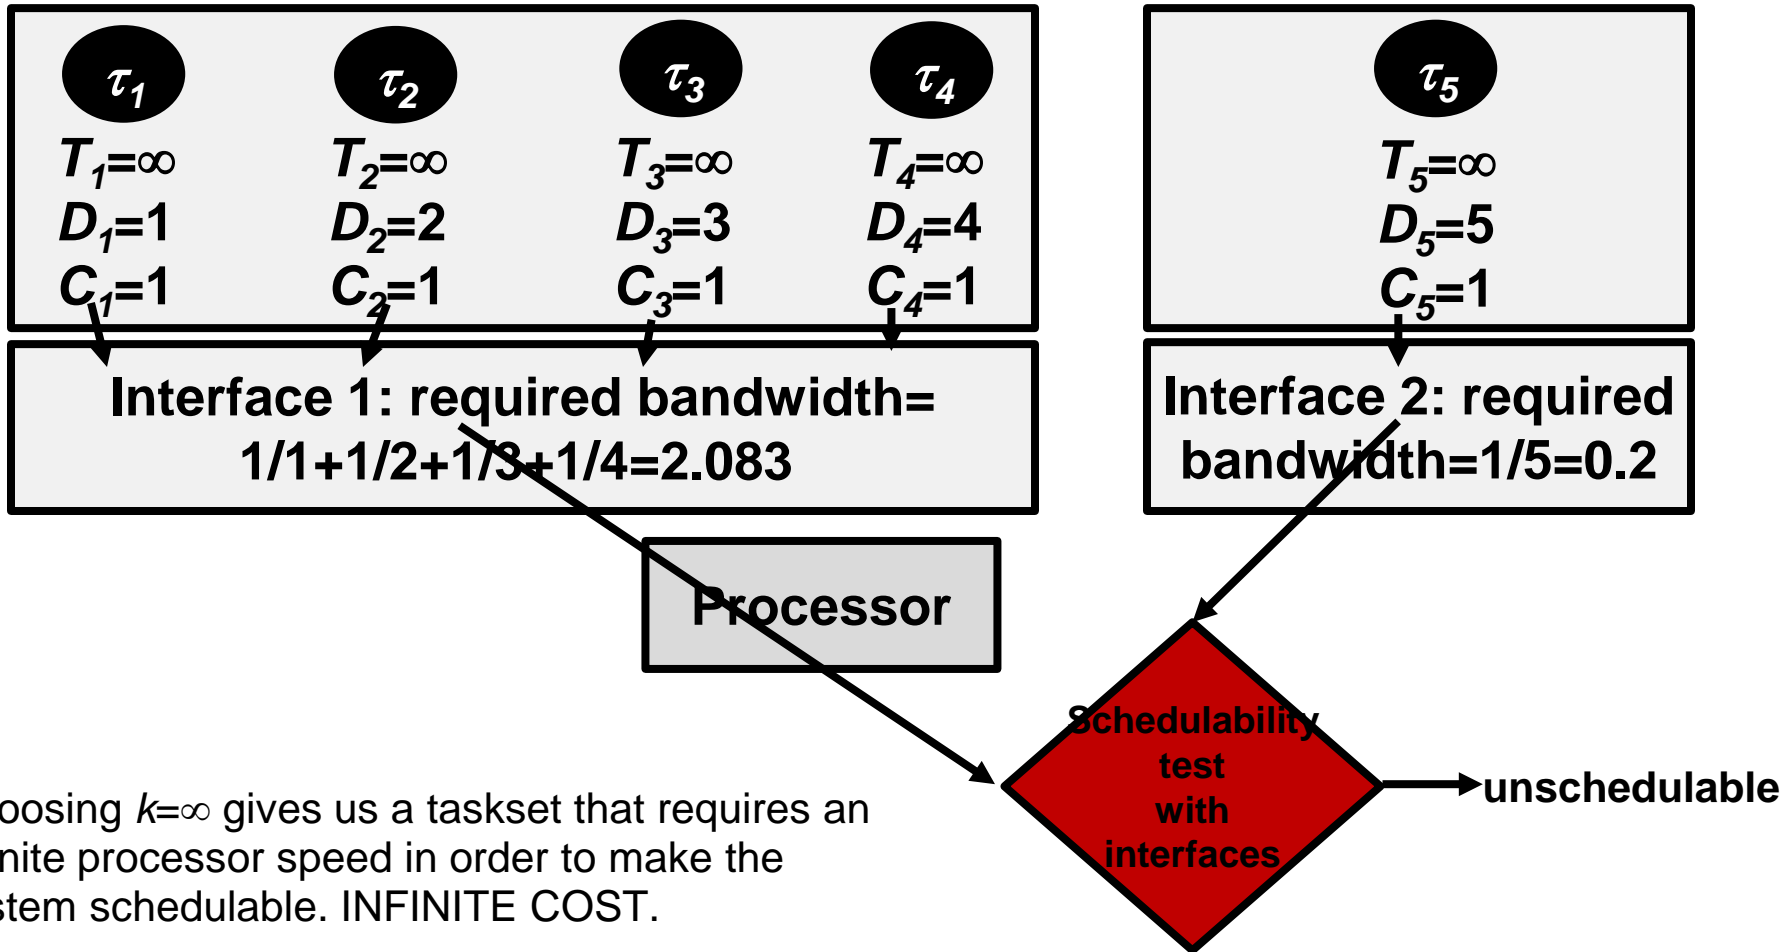 τ1 τ2 τ3 τ4
T1=∞ T2=∞ T3=∞ T4=∞
D1=1 D2=2 D3=3 D4=4
C1=1 C2=1 C3=1 C4=1
τ5
T5=∞
D5=5
C5=1
Interface 1: required bandwidth=
1/1+1/2+1/3+1/4=2.083
Interface 2: required
bandwidth=1/5=0.2
Processor
Schedulability
test
with
interfaces
unschedulable
oosing k=∞ gives us a taskset that requires an
nite processor speed in order to make the
stem schedulable. INFINITE COST.